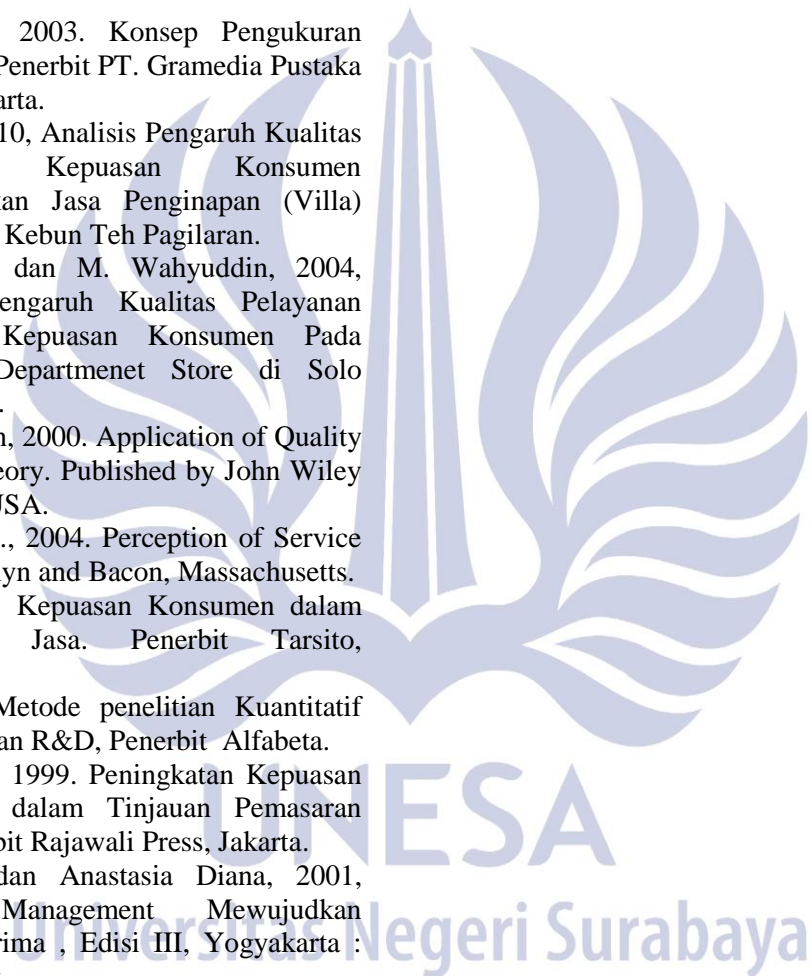 2003. Konsep Pengukuran
Penerbit PT. Gramedia Pustaka
arta.
10, Analisis Pengaruh Kualitas
Kepuasan Konsumen
kan Jasa Penginapan (Villa)
Kebun Teh Pagilaran.
dan M. Wahyuddin, 2004,
engaruh Kualitas Pelayanan
Kepuasan Konsumen Pada
Departmenet Store di Solo
.
n, 2000. Application of Quality
eory. Published by John Wiley
USA.
., 2004. Perception of Service
lyn and Bacon, Massachusetts.
Kepuasan Konsumen dalam
Jasa. Penerbit Tarsito,
Metode penelitian Kuantitatif
an R&D, Penerbit Alfabeta.
1999. Peningkatan Kepuasan
dalam Tinjauan Pemasaran
bit Rajawali Press, Jakarta.
dan Anastasia Diana, 2001,
Management Mewujudkan
rima , Edisi III, Yogyakarta :
UNESA
Universitas Negeri Surabaya